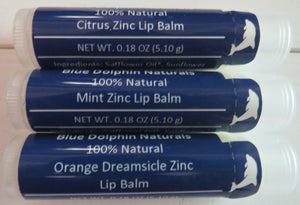 100% Natural
Citrus Zinc Lip Balm
NET WT. 0.18 OZ (5.10 g)
Ingredients: Safflower Oil*, Sunflower
Blue Dolphin Naturals
100% Natural
Mint Zinc Lip Balm
NET WT. 0.18 OZ (5.10 g)
Blue Dolphin Naturals
100% Natural
Orange Dreamsicle Zinc
Lip Balm